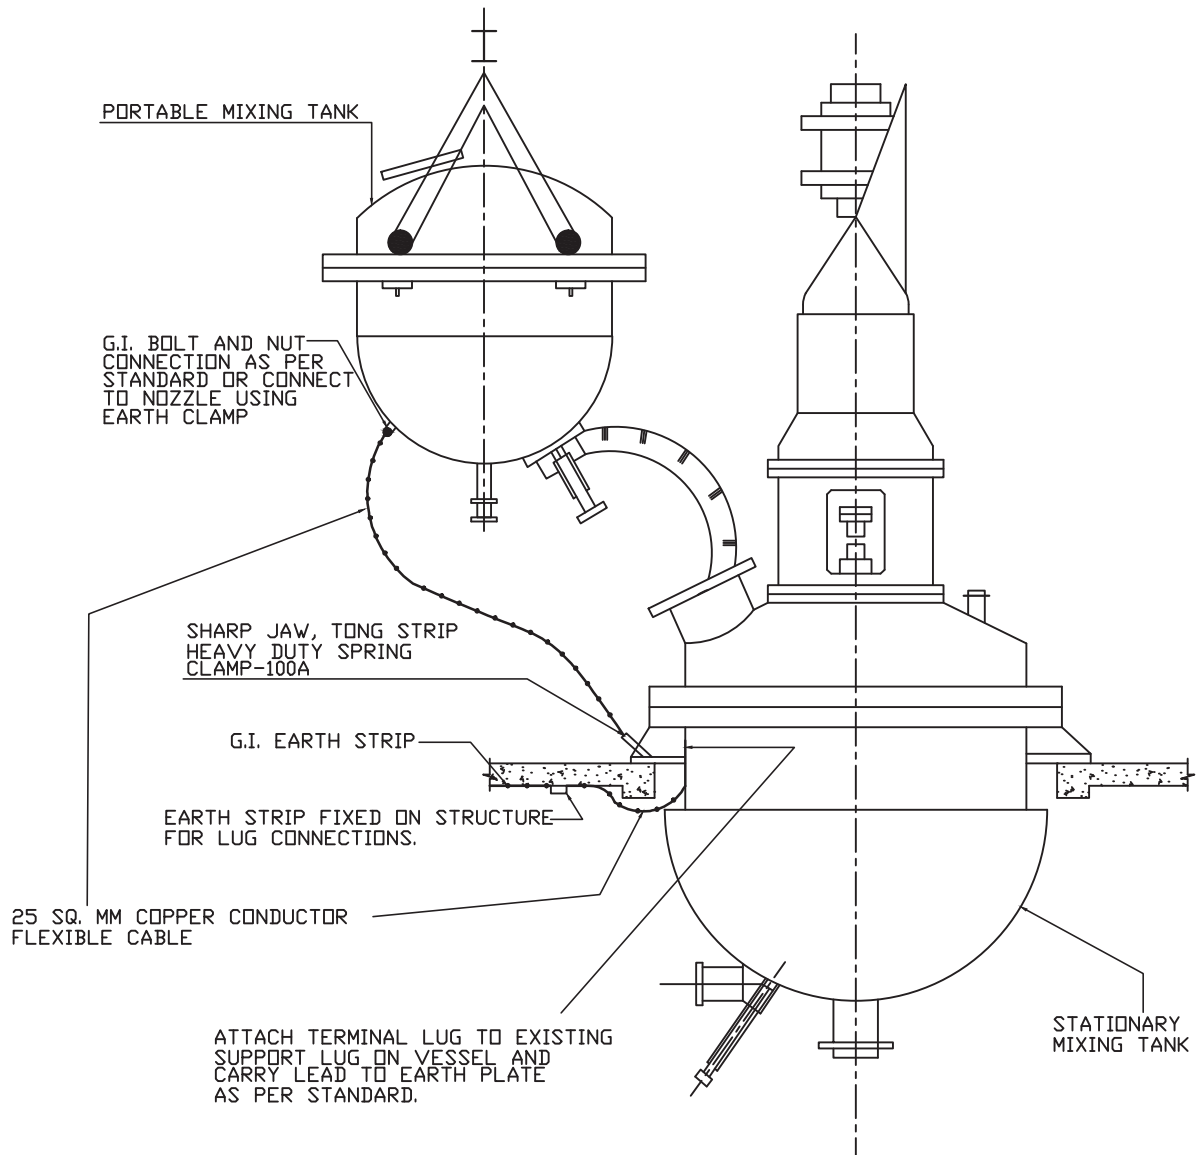 PORTABLE MIXING TANK
G.I. BOLT AND NUT
CONNECTION AS PER
STANDARD OR CONNECT
TO NOZZLE USING
EARTH CLAMP
SHARP JAW, TONG STRIP
HEAVY DUTY SPRING
CLAMP-100A
G.I. EARTH STRIP
EARTH STRIP FIXED ON STRUCTURE
FOR LUG CONNECTIONS.
25 SQ. MM COPPER CONDUCTOR
FLEXIBLE CABLE
ATTACH TERMINAL LUG TO EXISTING
SUPPORT LUG ON VESSEL AND
CARRY LEAD TO EARTH PLATE
AS PER STANDARD.
STATIONARY
MIXING TANK